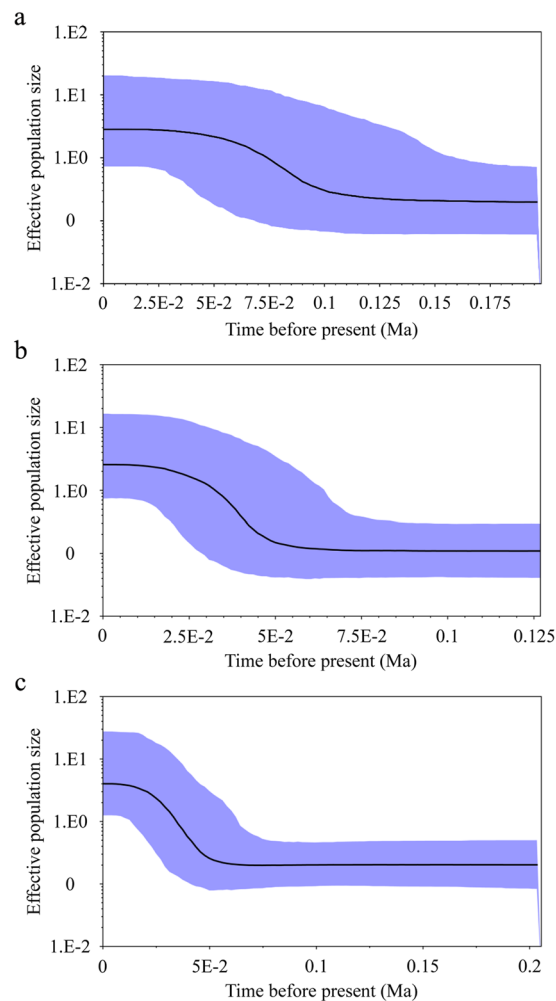 a
Effective population size
1.E2
1.E1
1.E0
0
1.E-2
0 2.5E-2 5E-2 7.5E-2 0.1 0.125 0.15 0.175
Time before present (Ma)
b
Effective population size
1.E2
1.E1
1.E0
0
1.E-2
0 2.5E-2 5E-2 7.5E-2 0.1 0.125
Time before present (Ma)
c
Effective population size
1.E2
1.E1
1.E0
0
1.E-2
0 5E-2 0.1 0.15 0.2
Time before present (Ma)